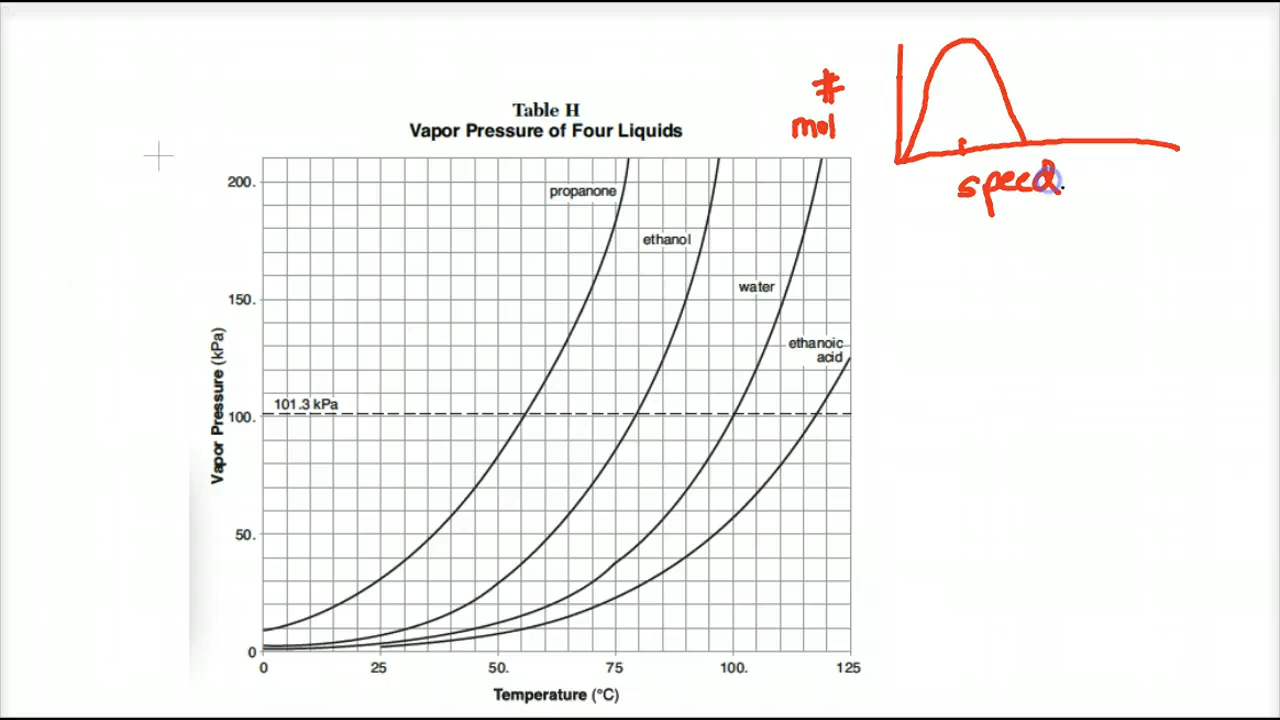 Table H
Vapor Pressure of Four Liquids
# 
mol
speed
200.
150.
100.
50.
0
Vapor Pressure (kPa)
101.3 kPa
propanone
ethanol
water
ethanoic
acid
0
25
50.
75
100.
125
Temperature (°C)